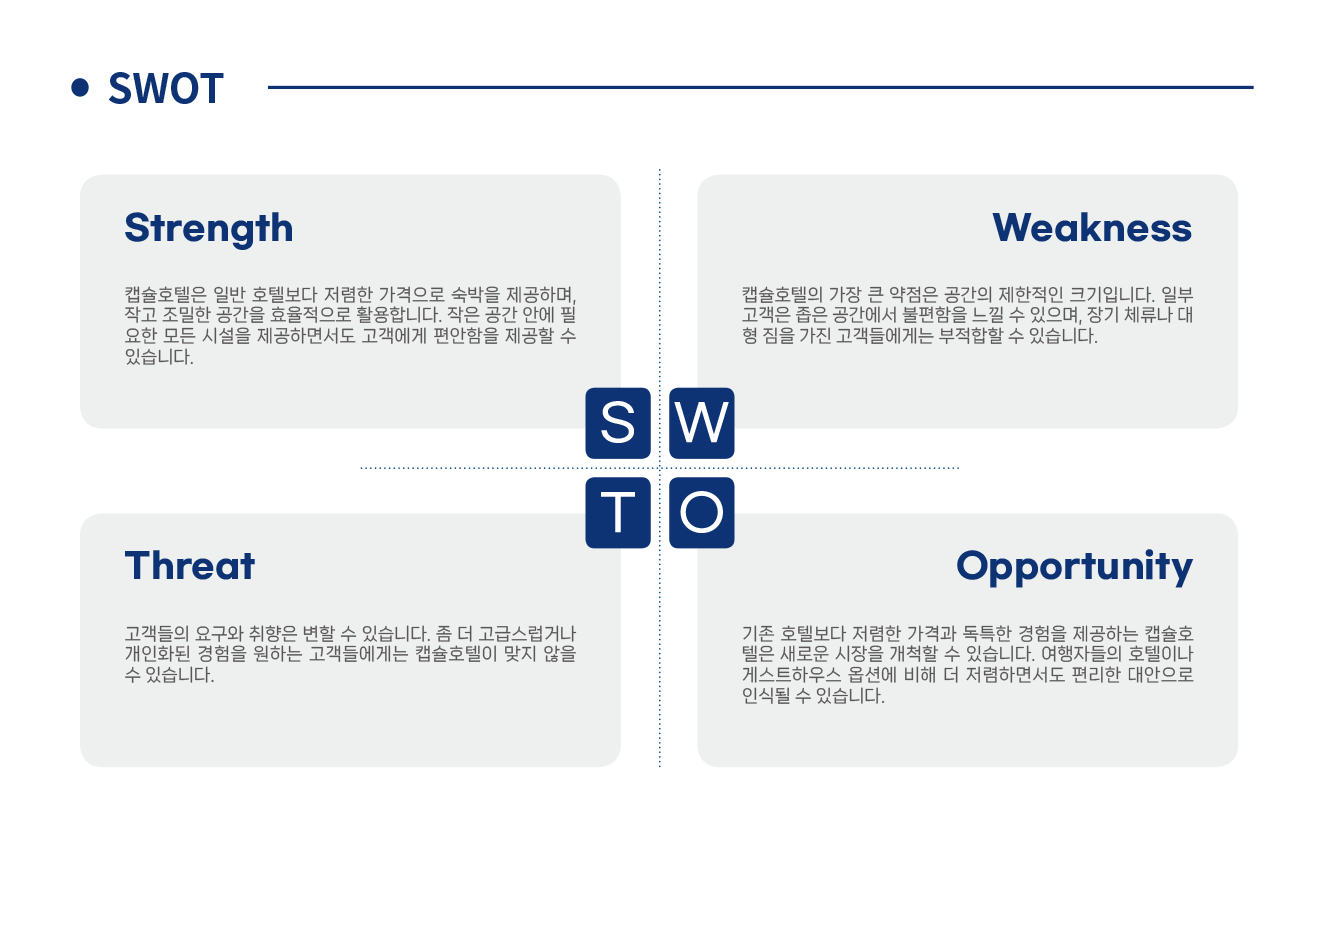 SWOT
Strength
캡슐호텔은 일반 호텔보다 저렴한 가격으로 숙박을 제공하며,
작고 조밀한 공간을 효율적으로 활용합니다. 작은 공간 안에 필
요한 모든 시설을 제공하면서도 고객에게 편안함을 제공할 수
있습니다.
Weakness
캡슐호텔의 가장 큰 약점은 공간의 제한적인 크기입니다. 일부
고객은 좁은 공간에서 불편함을 느낄 수 있으며, 장기 체류나 대
형 짐을 가진 고객들에게는 부적합할 수 있습니다.
S
W
T
O
Threat
고객들의 요구와 취향은 변할 수 있습니다. 좀 더 고급스럽거나
개인화된 경험을 원하는 고객들에게는 캡슐호텔이 맞지 않을
수 있습니다.
Opportunity
기존 호텔보다 저렴한 가격과 독특한 경험을 제공하는 캡슐호
텔은 새로운 시장을 개척할 수 있습니다. 여행자들의 호텔이나
게스트하우스 옵션에 비해 더 저렴하면서도 편리한 대안으로
인식될 수 있습니다.